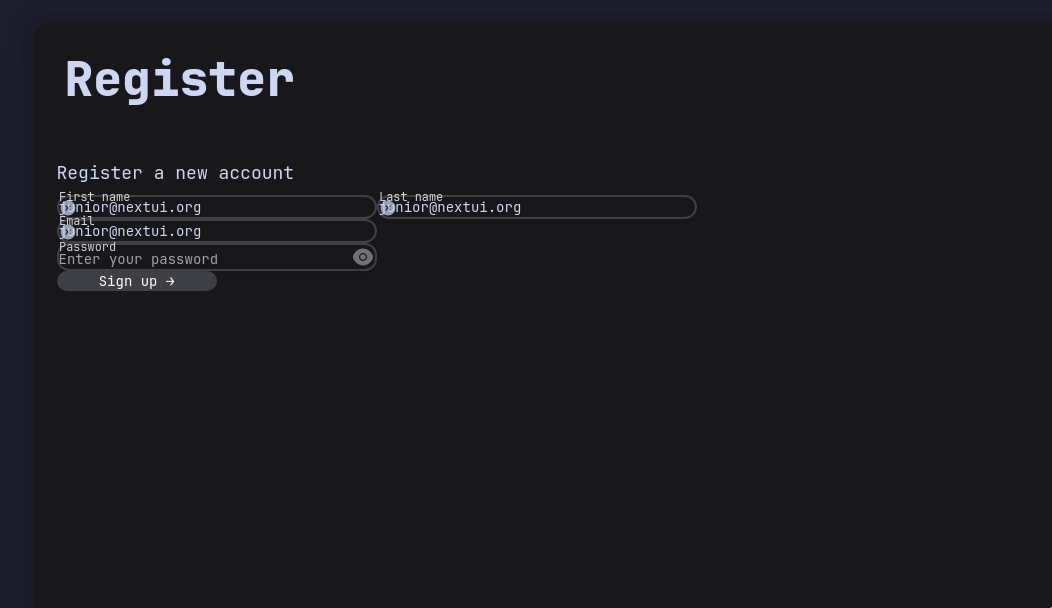 Register
Register a new account
First name
Last name
junior@nextui.org
junior@nextui.org
Email
junior@nextui.org
Password
Enter your password
Sign up →